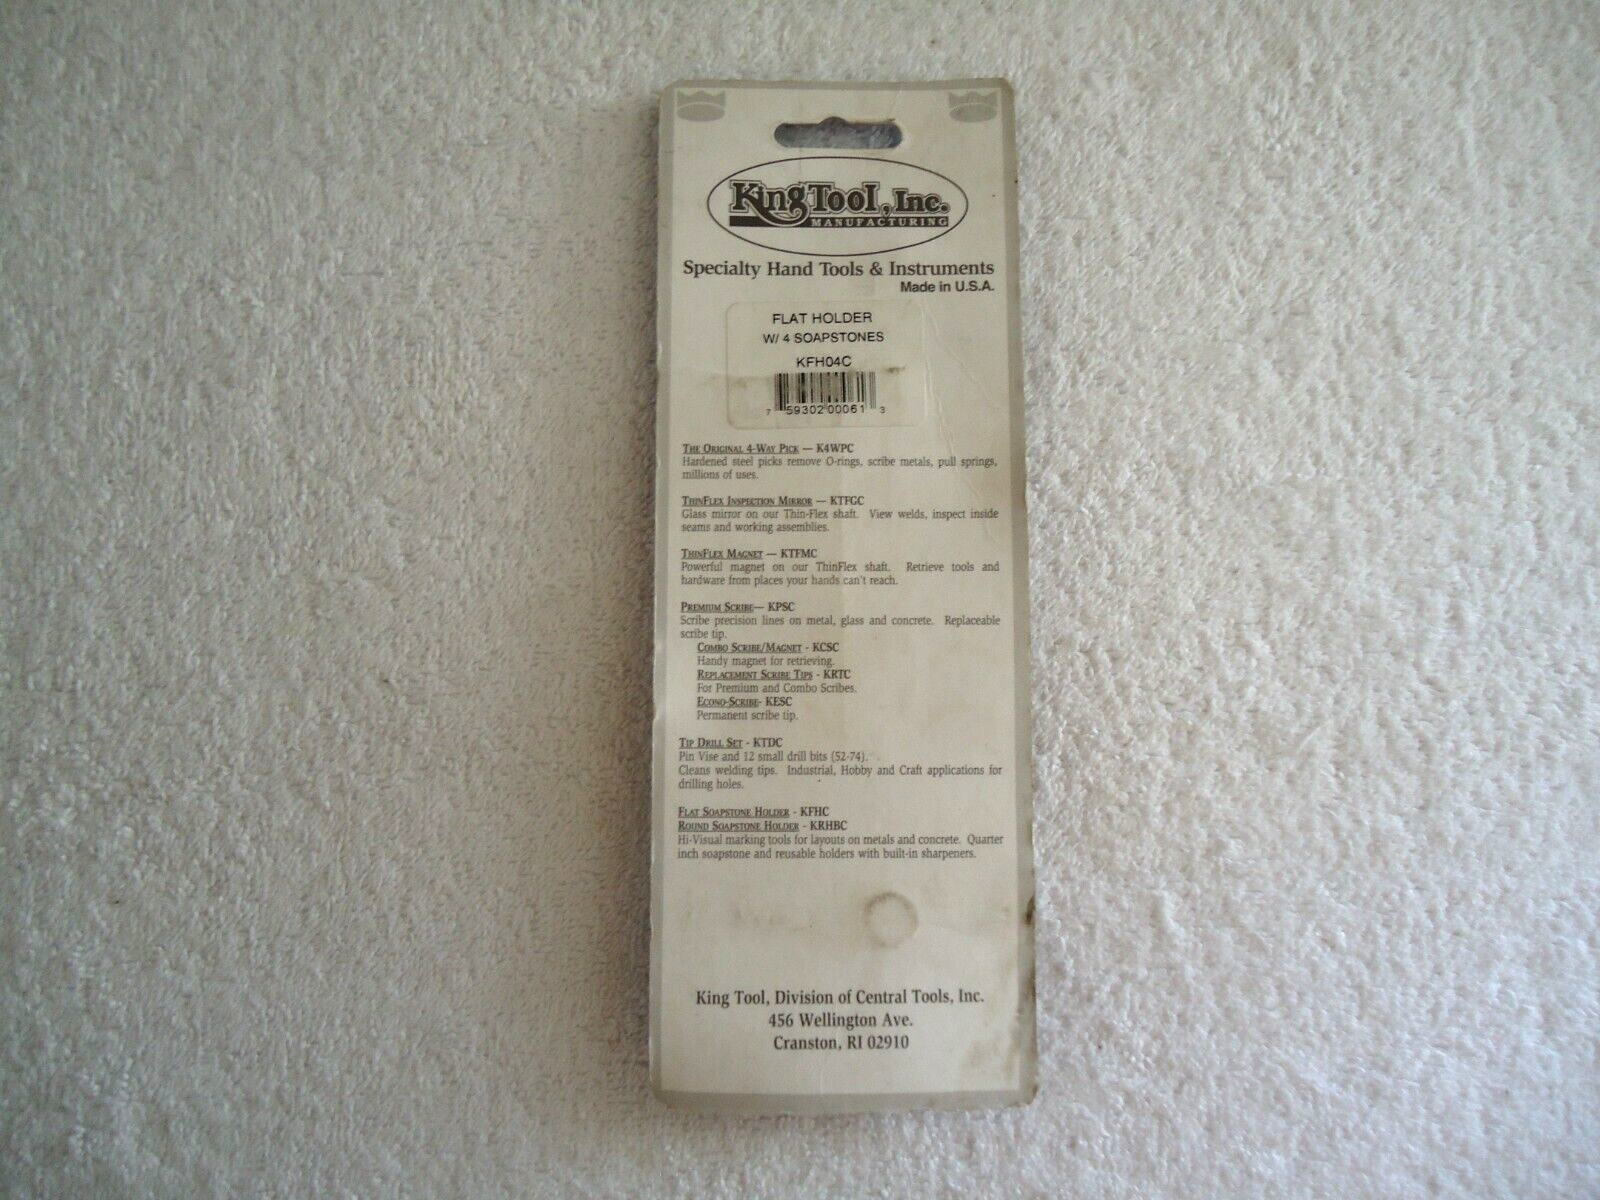 King Tool, Inc.
MANUFACTURING
Specialty Hand Tools & Instruments
Made in U.S.A.
FLAT HOLDER
W/ 4 SOAPSTONES
KFH04C
7 59302 00061 3
THE ORIGINAL 4-WAY PICK — K4WPC
Hardened steel picks remove O-rings, scribe metals, pull springs,
millions of uses.
THINFLEX INSPECTION MIRROR — KTFGC
Glass mirror on our Thin-Flex shaft. View welds, inspect inside
seams and working assemblies.
THINFLEX MAGNET — KTFMC
Powerful magnet on our ThinFlex shaft. Retrieve tools and
hardware from places your hands can't reach.
PREMIUM SCRIBE— KPSC
Scribe precision lines on metal, glass and concrete. Replaceable
scribe tip.
COMBO SCRIBE/MAGNET - KCSC
Handy magnet for retrieving.
REPLACEMENT SCRIBE TIPS - KRTC
For Premium and Combo Scribes.
ECONO-SCRIBE- KESC
Permanent scribe tip.
TIP DRILL SET - KTDC
Pin Vise and 12 small drill bits (52-74).
Cleans welding tips. Industrial, Hobby and Craft applications for
drilling holes.
FLAT SOAPSTONE HOLDER - KFHC
ROUND SOAPSTONE HOLDER - KRHBC
Hi-Visual marking tools for layouts on metals and concrete. Quarter
inch soapstone and reusable holders with built-in sharpeners.
King Tool, Division of Central Tools, Inc.
456 Wellington Ave.
Cranston, RI 02910